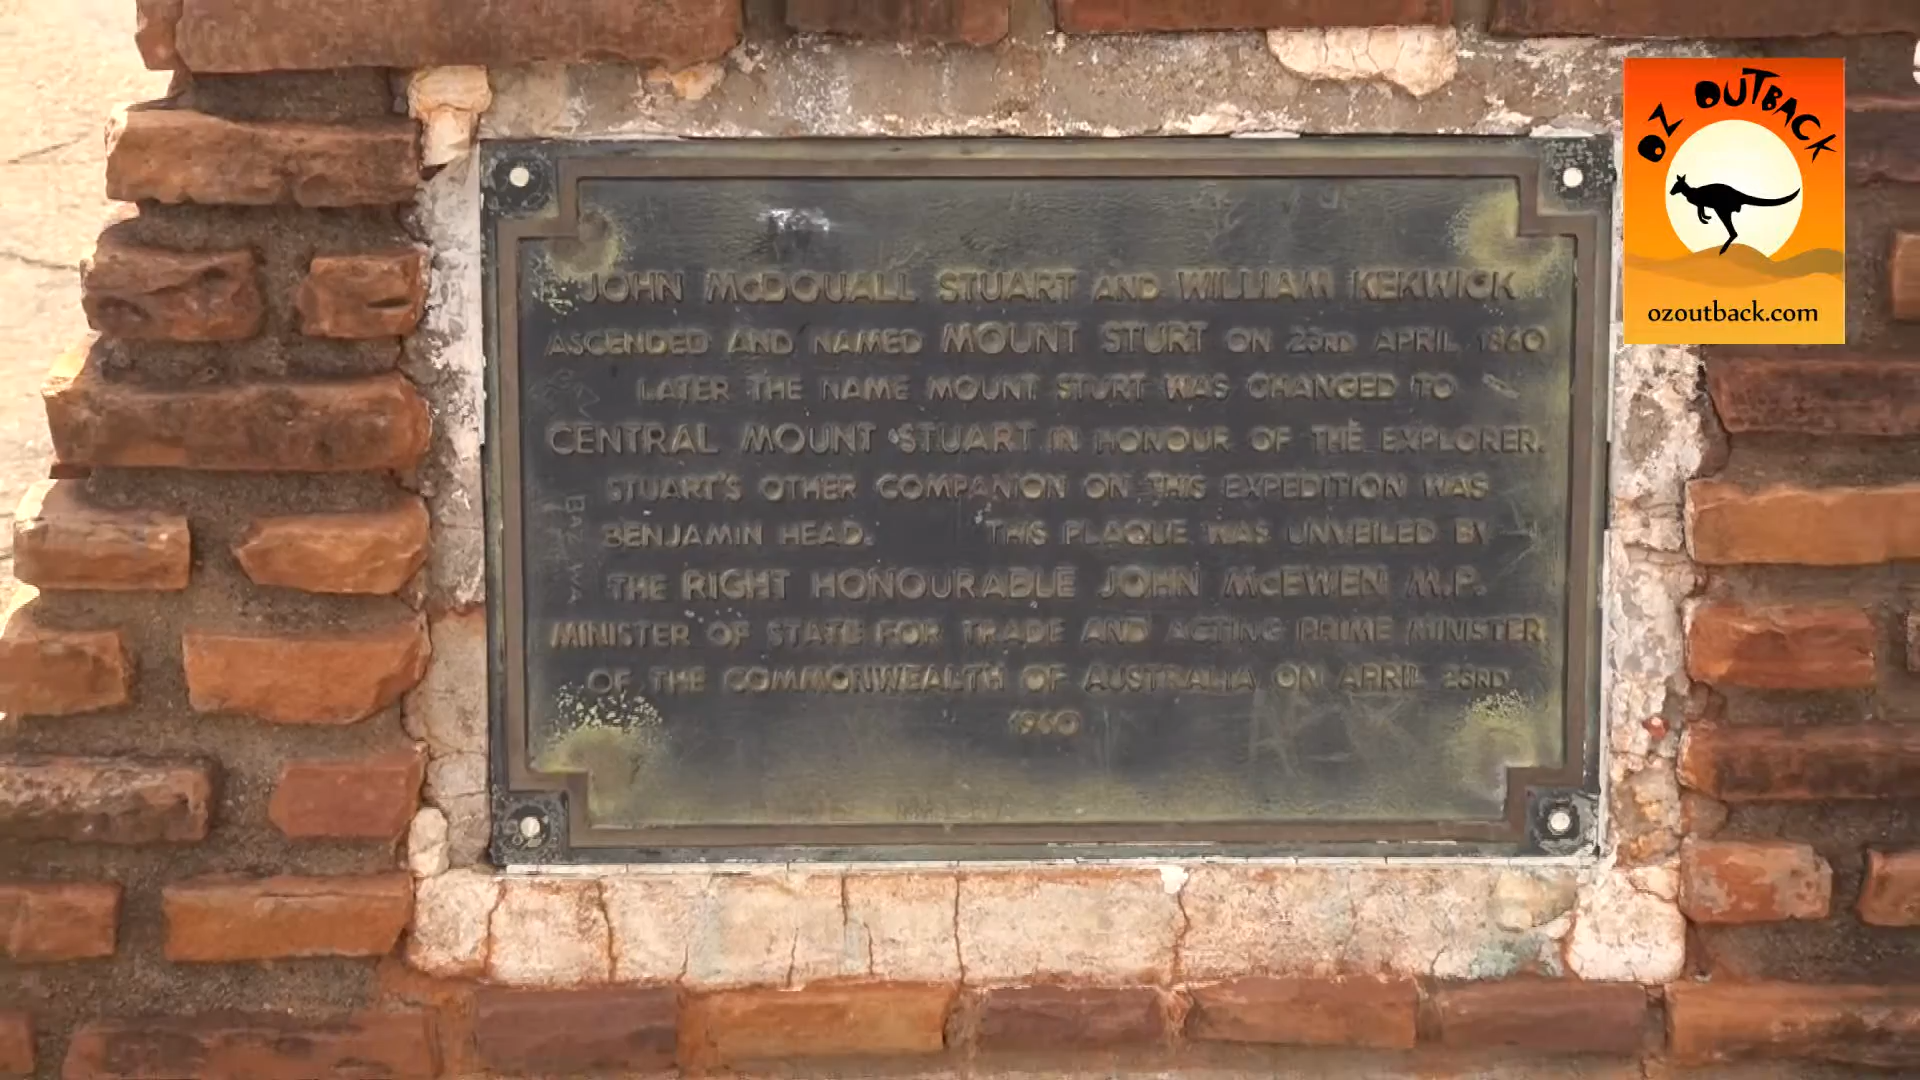 JOHN McDOUALL STUART AND WILLIAM KEKWICK
ASCENDED AND NAMED MOUNT STURT ON 23RD APRIL 1860
LATER THE NAME MOUNT STURT WAS CHANGED TO
CENTRAL MOUNT STUART IN HONOUR OF THE EXPLORER.
STUART'S OTHER COMPANION ON THIS EXPEDITION WAS
BENJAMIN HEAD. THIS PLAQUE WAS UNVEILED BY
THE RIGHT HONOURABLE JOHN McEWEN M.P.
MINISTER OF STATE FOR TRADE AND ACTING PRIME MINISTER
OF THE COMMONWEALTH OF AUSTRALIA ON APRIL 23RD
1960
OZ OUTBACK
ozoutback.com
BAZ WA